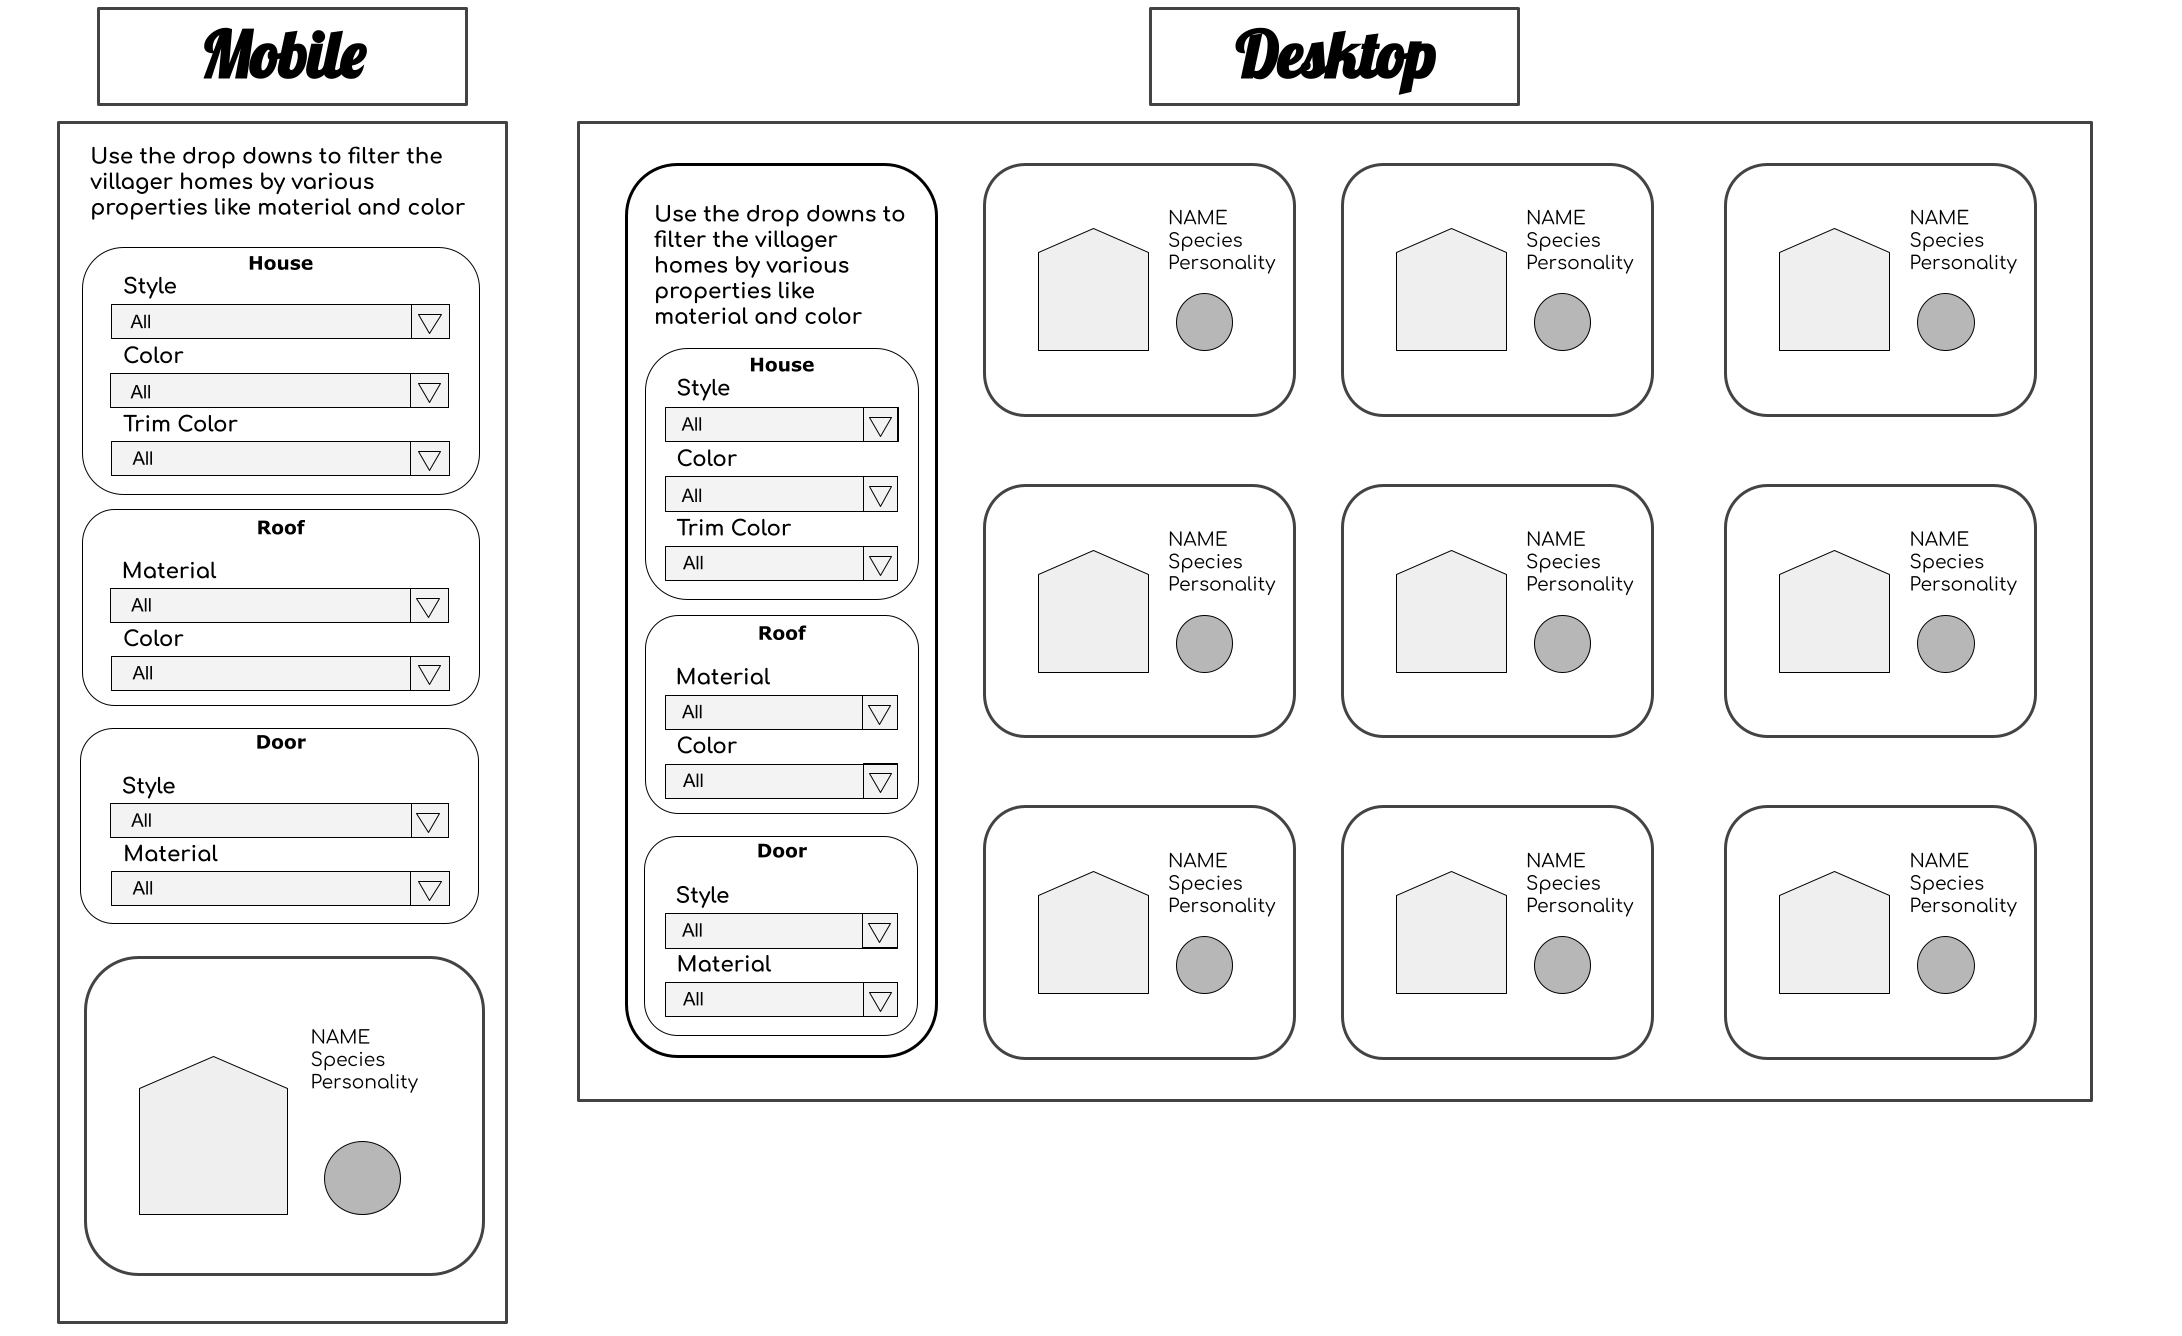 Mobile
Use the drop downs to filter the
villager homes by various
properties like material and color
House
Style
All
Color
All
Trim Color
All
Roof
Material
All
Color
All
Door
Style
All
Material
All
NAME
Species
Personality
Desktop
Use the drop downs to
filter the villager
homes by various
properties like
material and color
House
Style
All
Color
All
Trim Color
All
Roof
Material
All
Color
All
Door
Style
All
Material
All
NAME
Species
Personality
NAME
Species
Personality
NAME
Species
Personality
NAME
Species
Personality
NAME
Species
Personality
NAME
Species
Personality
NAME
Species
Personality
NAME
Species
Personality
NAME
Species
Personality